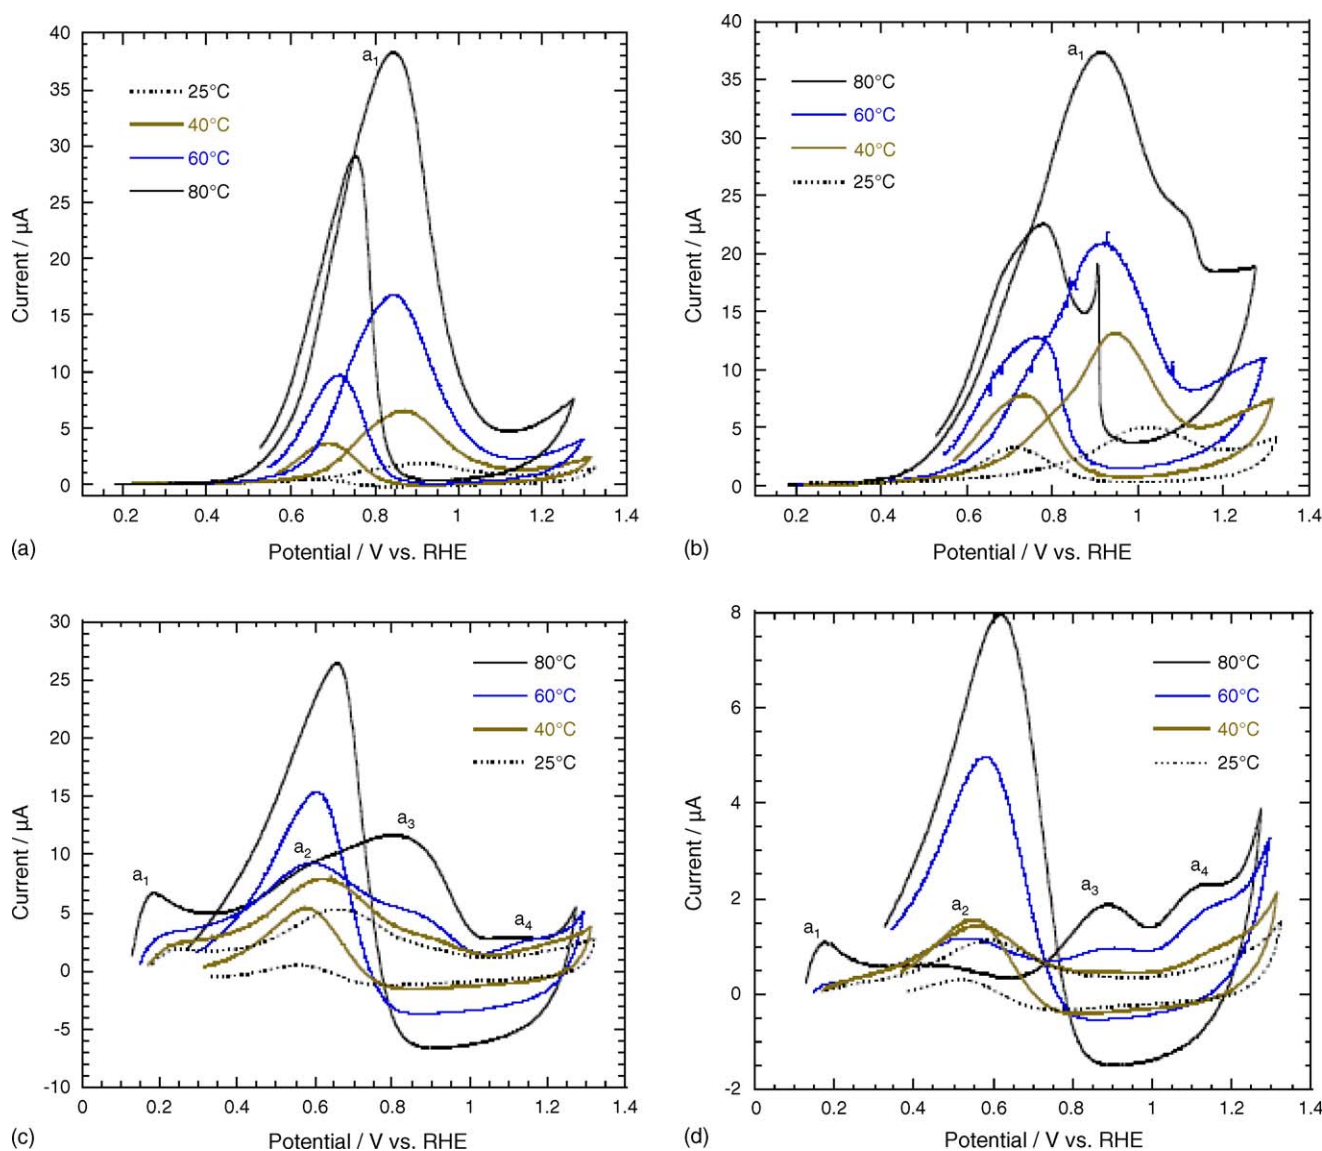 40
35
30
25
20
15
10
5
0
Current / µA
a1
25°C
40°C
60°C
80°C
0.2 0.4 0.6 0.8 1 1.2 1.4
Potential / V vs. RHE
(a)
40
35
30
25
20
15
10
5
0
Current / µA
a1
80°C
60°C
40°C
25°C
0.2 0.4 0.6 0.8 1 1.2 1.4
Potential / V vs. RHE
(b)
30
25
20
15
10
5
0
-5
-10
Current / µA
80°C
60°C
40°C
25°C
a1
a2
a3
a4
0 0.2 0.4 0.6 0.8 1 1.2 1.4
Potential / V vs. RHE
(c)
8
6
4
2
0
-2
Current / µA
80°C
60°C
40°C
25°C
a1
a2
a3
a4
0 0.2 0.4 0.6 0.8 1 1.2 1.4
Potential / V vs. RHE
(d)